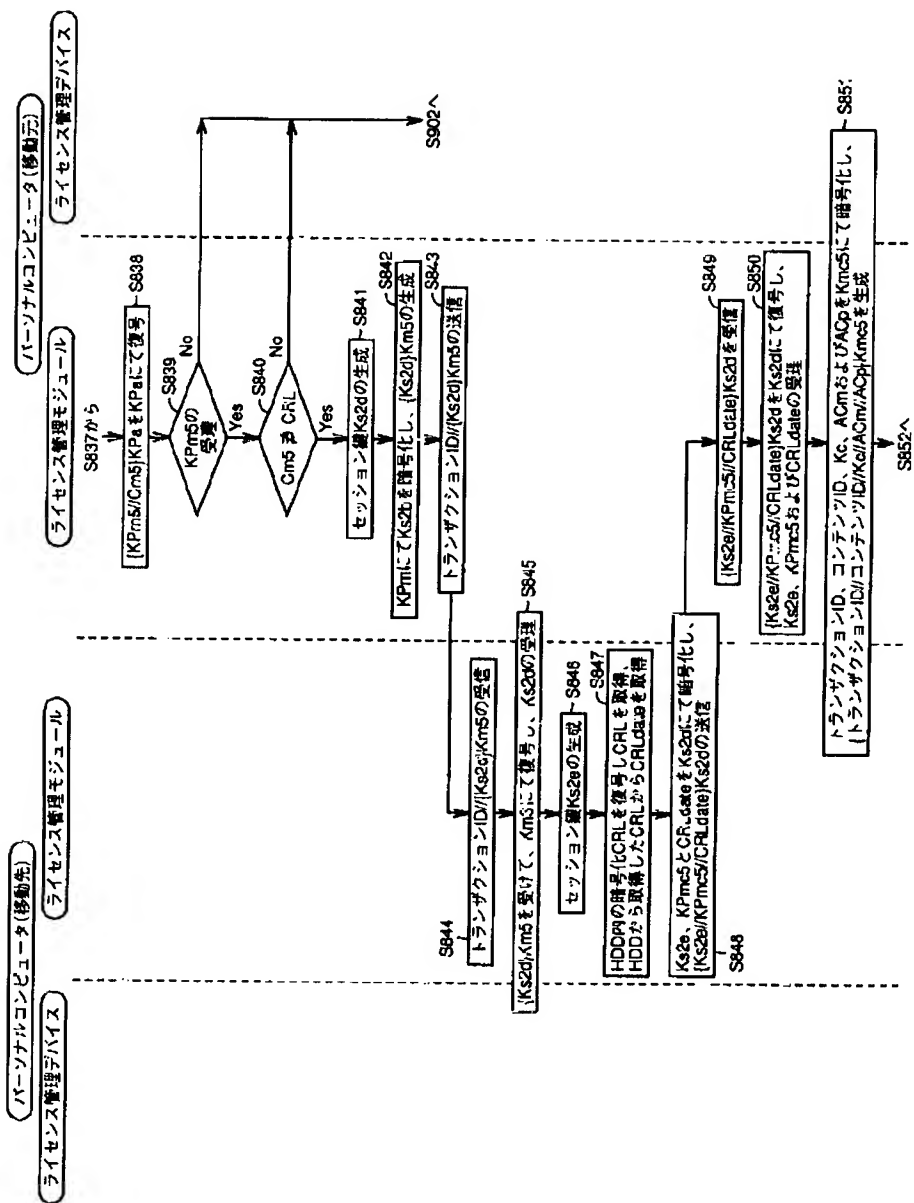 パーソナルコンピュータ(移動先)
パーソナルコンピュータ(移動元)
ライセンス管理デバイス
ライセンス管理モジュール
ライセンス管理モジュール
ライセンス管理デバイス
S837から
{KPm5//Cm5}KPaをKPaにて復号
S838
KPm5の
受理
S839
No
Yes
Cm5 ∌ CRL
S840
No
Yes
S902へ
セッション鍵Ks2dの生成
S841
KPmにてKs2bを暗号化し、{Ks2d}Km5の生成
S842
トランザクションID//{Ks2d}Km5の送信
S843
S844
トランザクションID//{Ks2d}Km5の受信
{Ks2d}Km5を受けて、Km5にて復号し、Ks2dの受理
S845
セッション鍵Ks2eの生成
S846
HDD内の暗号化CRLを復号しCRLを取得、
HDDから取得したCRLからCRLdateを取得
S847
Ks2e、KPmc5とCRLdateをKs2dにて暗号化し、
{Ks2e//KPmc5//CRLdate}Ks2dの送信
S848
{Ks2e//KPmc5//CRLdate}Ks2dを受信
S849
{Ks2e//KPmc5//CRLdate}Ks2dをKs2dにて復号し、
Ks2e、KPmc5およびCRLdateの受理
S850
トランザクションID、コンテンツID、Kc、ACmおよびACpをKmc5にて暗号化し、
{トランザクションID//コンテンツID//Kc//ACm//ACp}Kmc5を生成
S851
S852へ